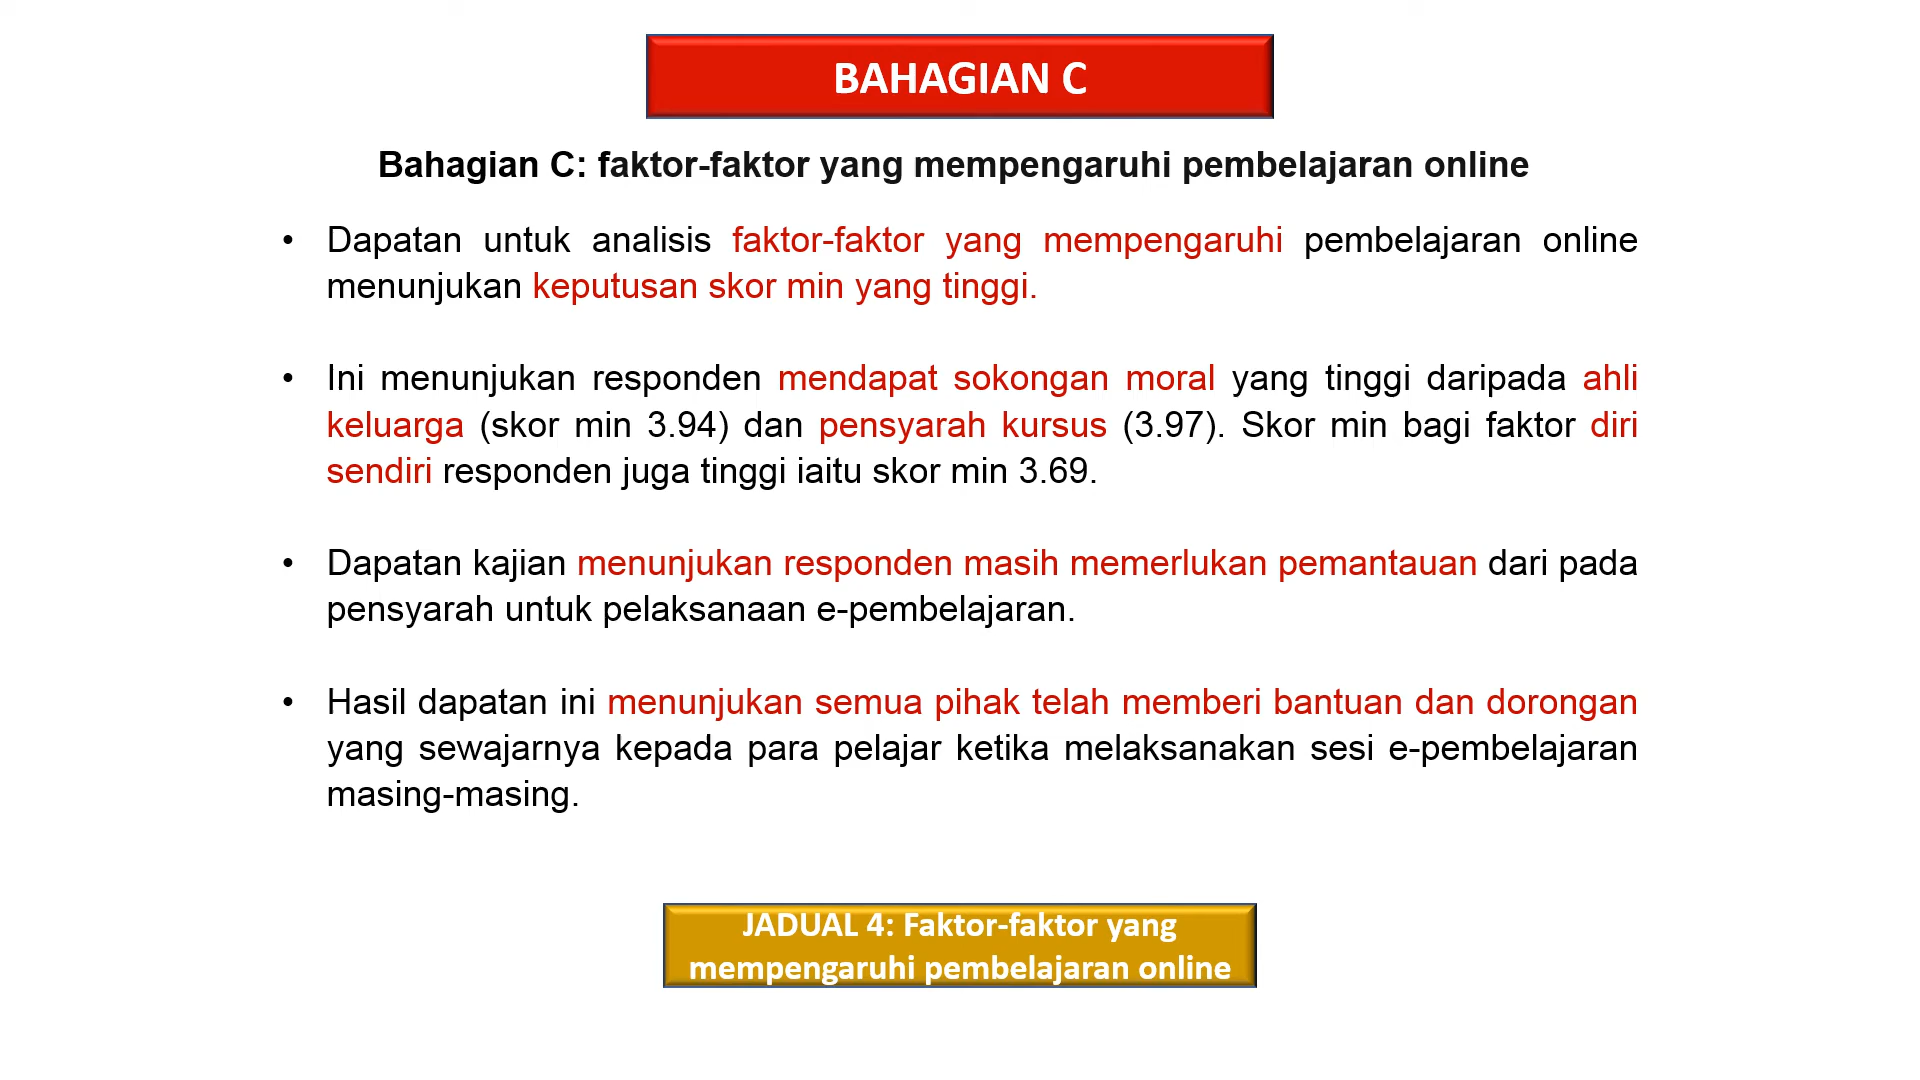 BAHAGIAN C
Bahagian C: faktor-faktor yang mempengaruhi pembelajaran online
• Dapatan untuk analisis faktor-faktor yang mempengaruhi pembelajaran online
menunjukan keputusan skor min yang tinggi.
• Ini menunjukan responden mendapat sokongan moral yang tinggi daripada ahli
keluarga (skor min 3.94) dan pensyarah kursus (3.97). Skor min bagi faktor diri
sendiri responden juga tinggi iaitu skor min 3.69.
• Dapatan kajian menunjukan responden masih memerlukan pemantauan dari pada
pensyarah untuk pelaksanaan e-pembelajaran.
• Hasil dapatan ini menunjukan semua pihak telah memberi bantuan dan dorongan
yang sewajarnya kepada para pelajar ketika melaksanakan sesi e-pembelajaran
masing-masing.
JADUAL 4: Faktor-faktor yang
mempengaruhi pembelajaran online